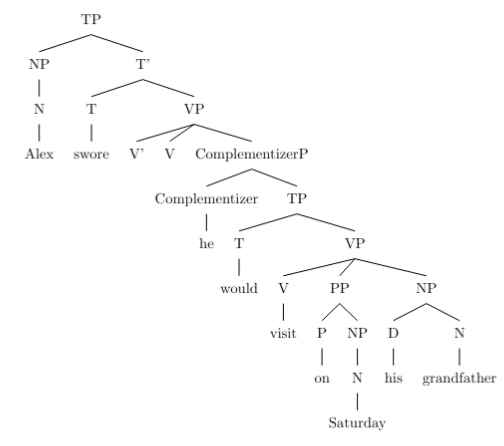 TP
NP T'
N T VP
Alex swore V' V ComplementizerP
Complementizer TP
he T VP
would V PP NP
visit P NP D N
on N his grandfather
Saturday